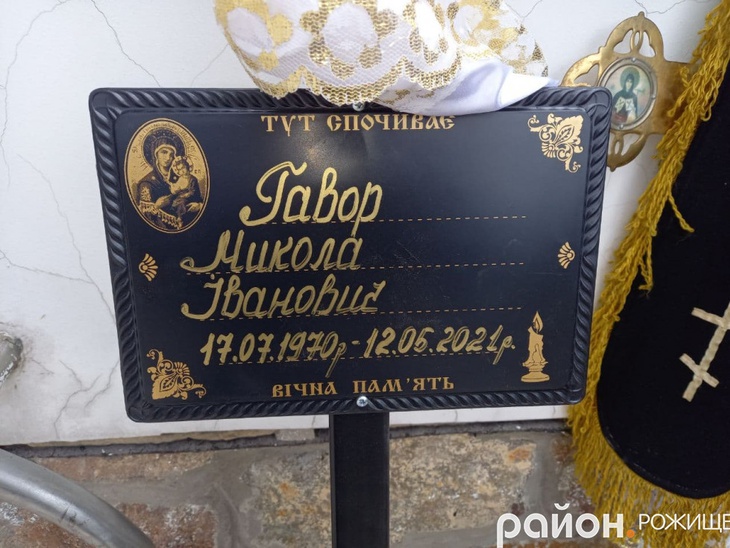 ТУТ СПОЧИВАЄ
Гавор
Микола
Іванович
17.07.1970р - 12.05.2021р.
ВІЧНА ПАМ'ЯТЬ
район. РОЖИЩЕ